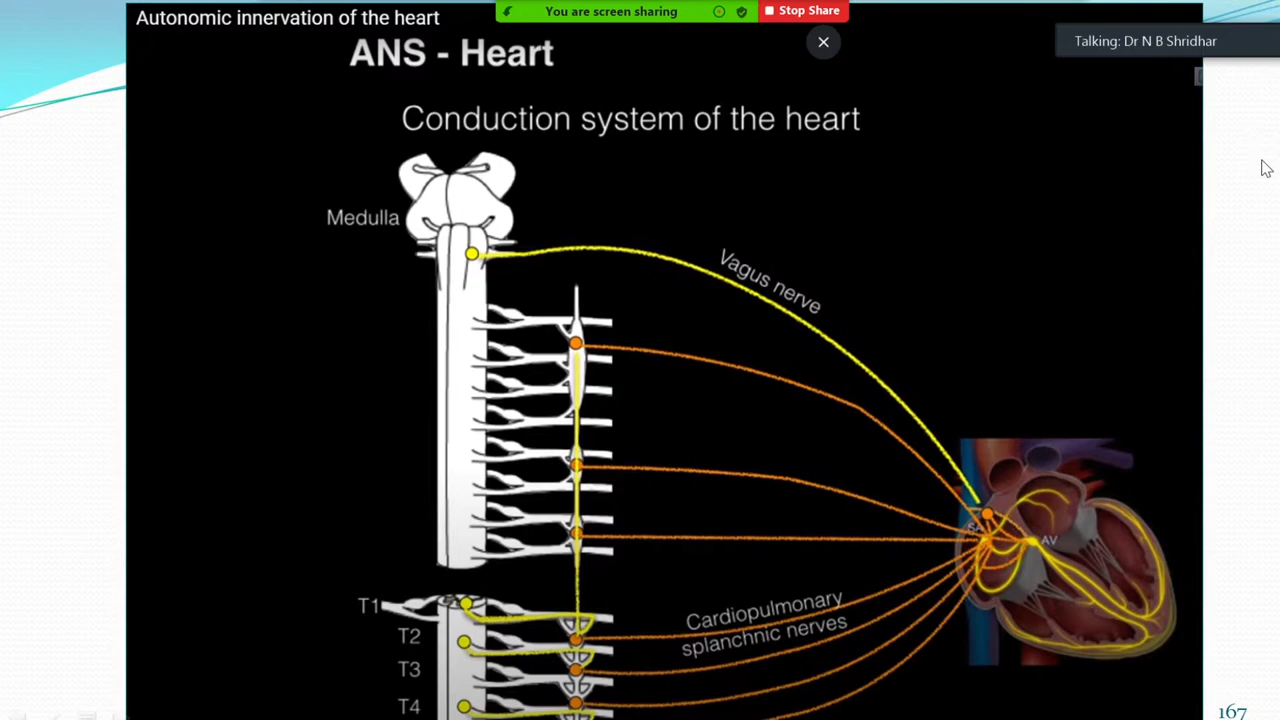 Autonomic innervation of the heart
You are screen sharing
Stop Share
Talking: Dr N B Shridhar
ANS - Heart
Conduction system of the heart
Medulla
Vagus nerve
SA
AV
Cardiopulmonary
splanchnic nerves
T1
T2
T3
T4
167